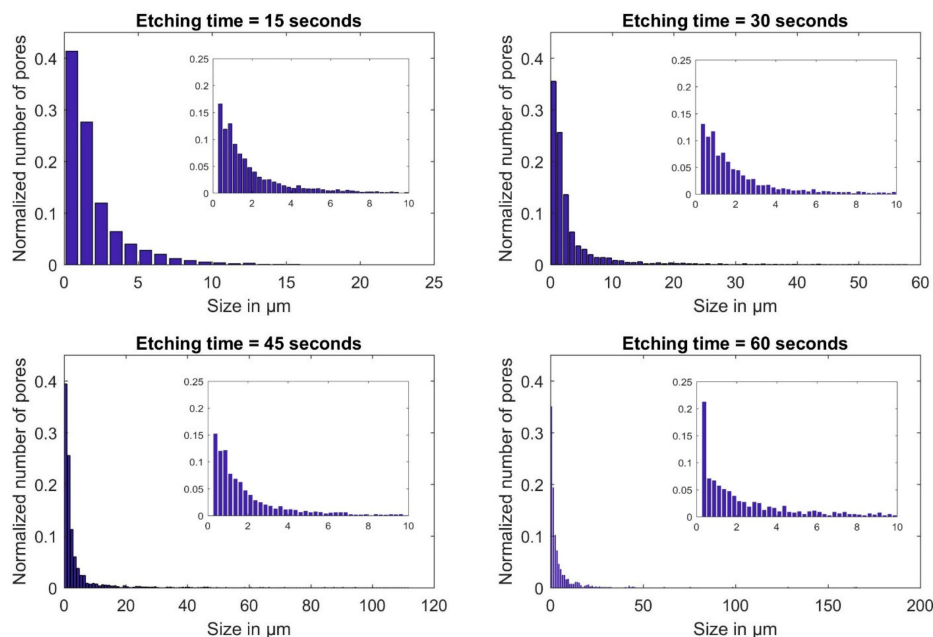 Etching time = 15 seconds
Normalized number of pores
0.4
0.3
0.2
0.1
0
0 5 10 15 20 25
Size in µm
0.25
0.2
0.15
0.1
0.05
0
0 2 4 6 8 10
Etching time = 30 seconds
Normalized number of pores
0.4
0.3
0.2
0.1
0
0 10 20 30 40 50 60
Size in µm
0.25
0.2
0.15
0.1
0.05
0
0 2 4 6 8 10
Etching time = 45 seconds
Normalized number of pores
0.4
0.3
0.2
0.1
0
0 20 40 60 80 100 120
Size in µm
0.25
0.2
0.15
0.1
0.05
0
0 2 4 6 8 10
Etching time = 60 seconds
Normalized number of pores
0.4
0.3
0.2
0.1
0
0 50 100 150 200
Size in µm
0.25
0.2
0.15
0.1
0.05
0
0 2 4 6 8 10